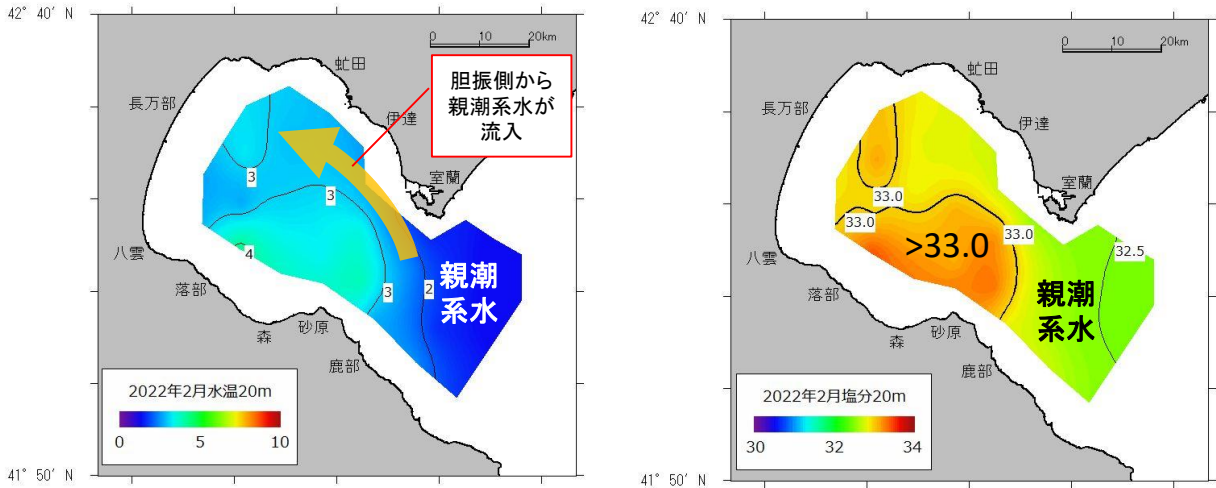 42° 40′ N
0 10 20km
虻田
長万部
伊達
胆振側から
親潮系水が
流入
室蘭
3
3
3
4
2
八雲
落部
森
砂原
鹿部
親潮
系水
2022年2月水温20m
0 5 10
41° 50′ N
42° 40′ N
0 10 20km
虻田
長万部
伊達
室蘭
33.0
33.0
33.0
>33.0
32.5
八雲
落部
森
砂原
鹿部
親潮
系水
2022年2月塩分20m
30 32 34
41° 50′ N